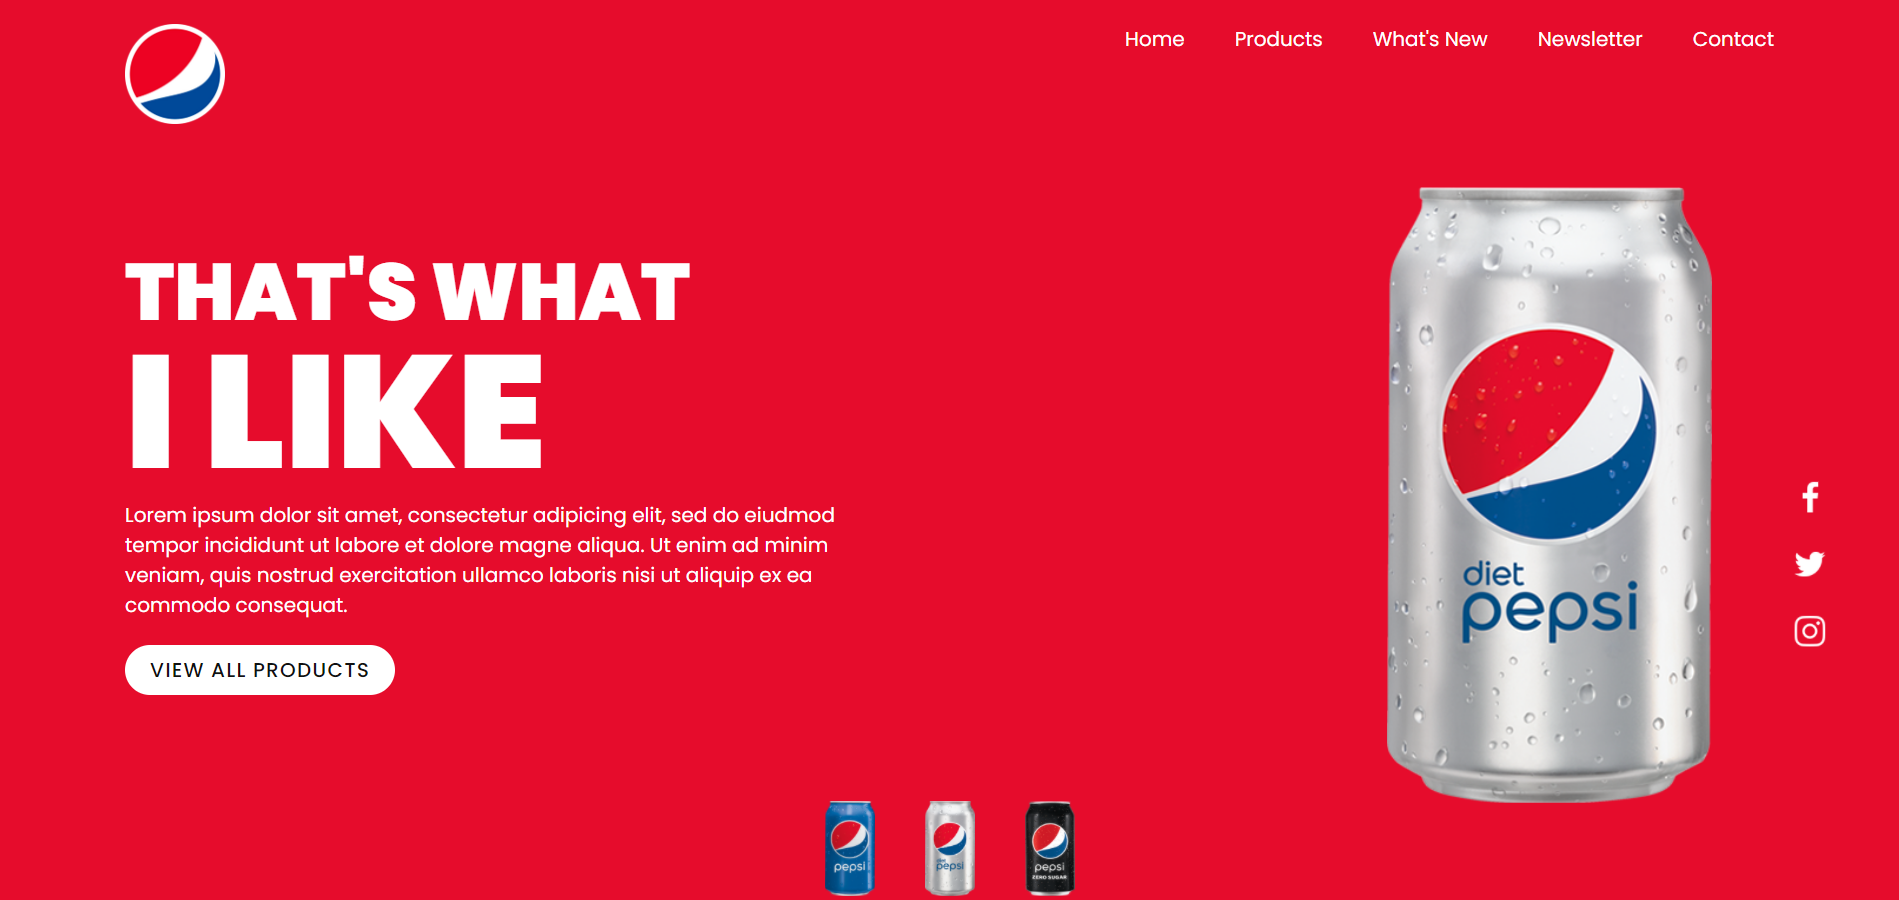 Home Products What's New Newsletter Contact
THAT'S WHAT
I LIKE
Lorem ipsum dolor sit amet, consectetur adipicing elit, sed do eiudmod
tempor incididunt ut labore et dolore magne aliqua. Ut enim ad minim
veniam, quis nostrud exercitation ullamco laboris nisi ut aliquip ex ea
commodo consequat.
VIEW ALL PRODUCTS
diet
pepsi
pepsi
diet
pepsi
pepsi
ZERO SUGAR